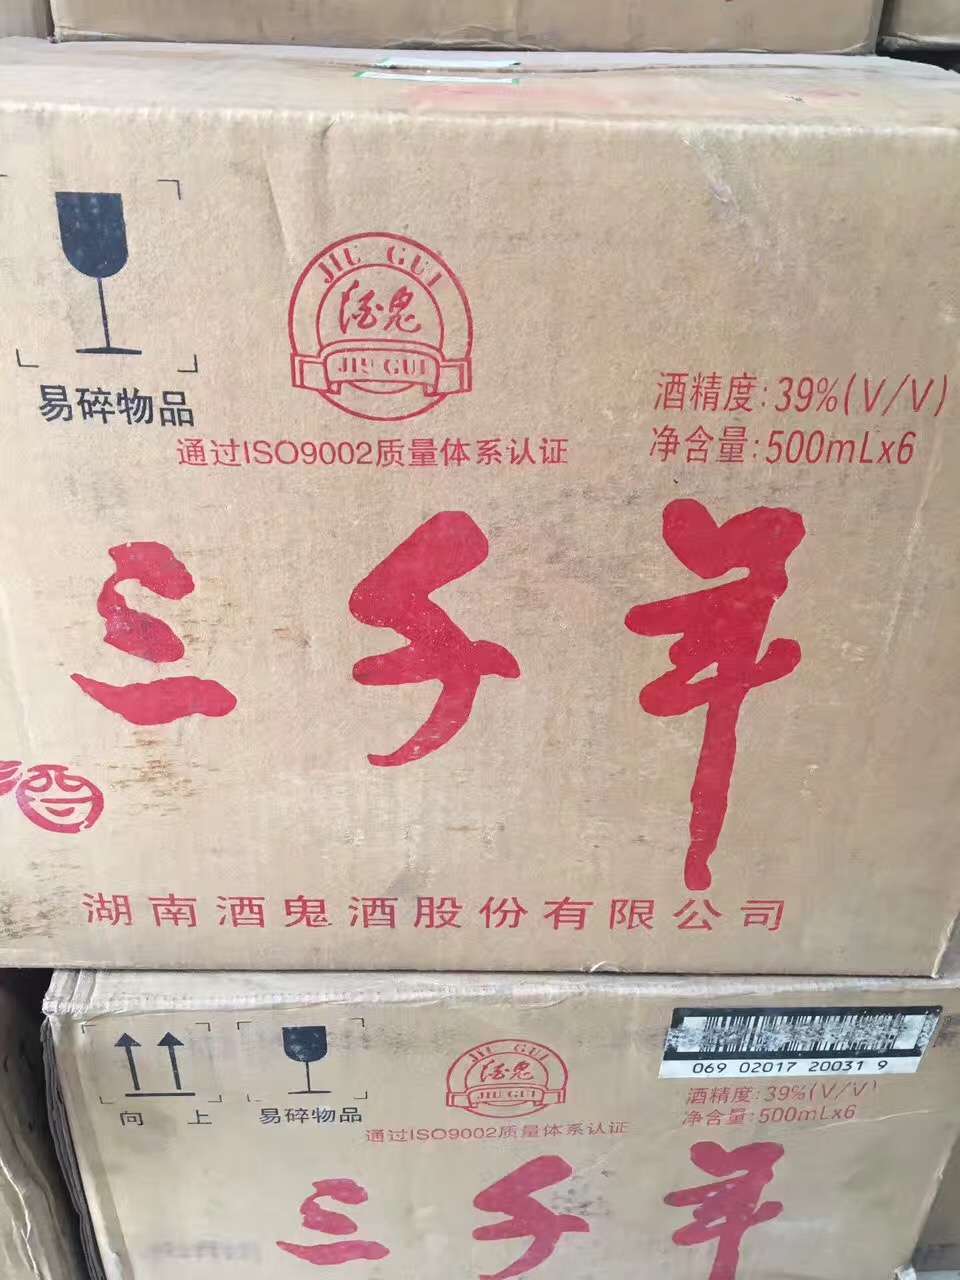 JIU GUI
酒鬼
JIU GUI
易碎物品
通过ISO9002质量体系认证
酒精度:39%(V/V)
净含量:500mLx6
三千年
酒
湖南酒鬼酒股份有限公司
向 上
易碎物品
JIU GUI
酒鬼
JIU GUI
通过ISO9002质量体系认证
069 02017 20031 9
酒精度:39%(V/V)
净含量:500mLx6
三千年